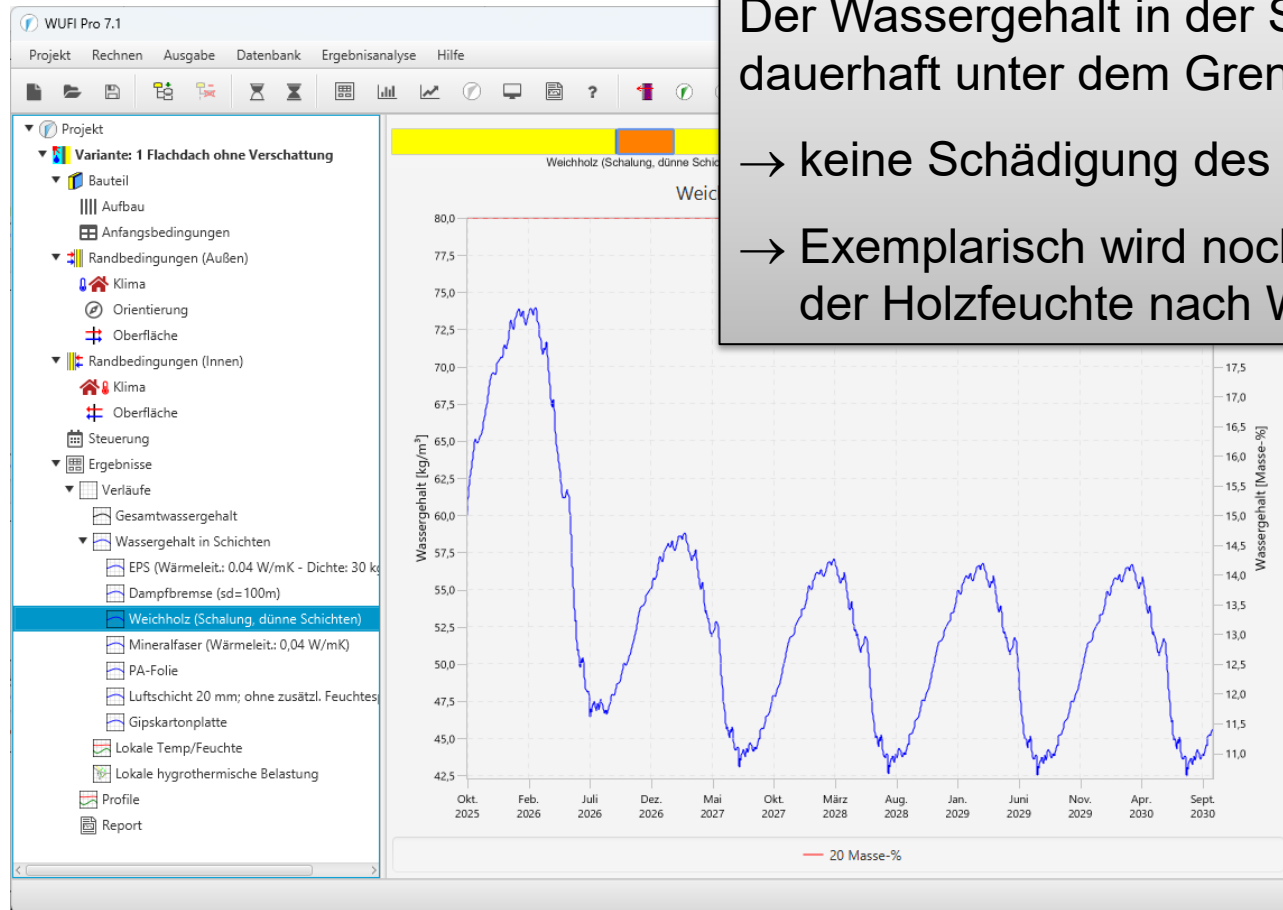 WUFI Pro 7.1
Projekt Rechnen Ausgabe Datenbank Ergebnisanalyse Hilfe
Projekt
Variante: 1 Flachdach ohne Verschattung
Bauteil
Aufbau
Anfangsbedingungen
Randbedingungen (Außen)
Klima
Orientierung
Oberfläche
Randbedingungen (Innen)
Klima
Oberfläche
Steuerung
Ergebnisse
Verläufe
Gesamtwassergehalt
Wassergehalt in Schichten
EPS (Wärmeleit.: 0.04 W/mK - Dichte: 30 kg
Dampfbremse (sd=100m)
Weichholz (Schalung, dünne Schichten)
Mineralfaser (Wärmeleit.: 0,04 W/mK)
PA-Folie
Luftschicht 20 mm; ohne zusätzl. Feuchtes
Gipskartonplatte
Lokale Temp/Feuchte
Lokale hygrothermische Belastung
Profile
Report
Der Wassergehalt in der S
dauerhaft unter dem Gren
→ keine Schädigung des
→ Exemplarisch wird noch
der Holzfeuchte nach W
Weichholz (Schalung, dünne Schic
Weic
Wassergehalt [kg/m³]
80,0
77,5
75,0
72,5
70,0
67,5
65,0
62,5
60,0
57,5
55,0
52,5
50,0
47,5
45,0
42,5
17,5
17,0
16,5
16,0
15,5
15,0
14,5
14,0
13,5
13,0
12,5
12,0
11,5
11,0
Wassergehalt [Masse-%]
Okt. Feb. Juli Dez. Mai Okt. März Aug. Jan. Juni Nov. Apr. Sept.
2025 2026 2026 2026 2027 2027 2028 2028 2029 2029 2029 2030 2030
20 Masse-%